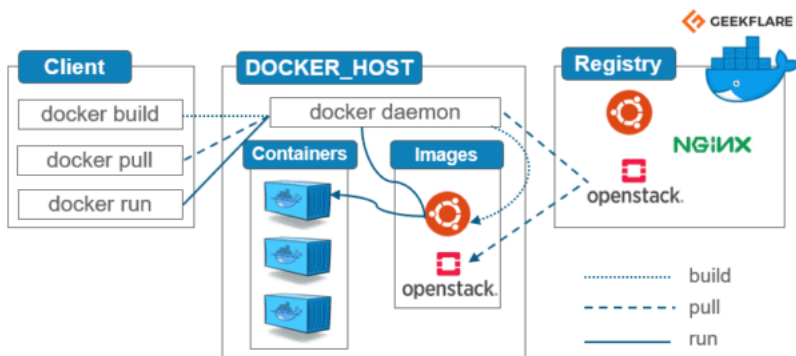 GEEKFLARE
Client
DOCKER_HOST
Registry
docker build
docker pull
docker run
docker daemon
Containers
Images
NGINX
openstack.
openstack.
build
pull
run